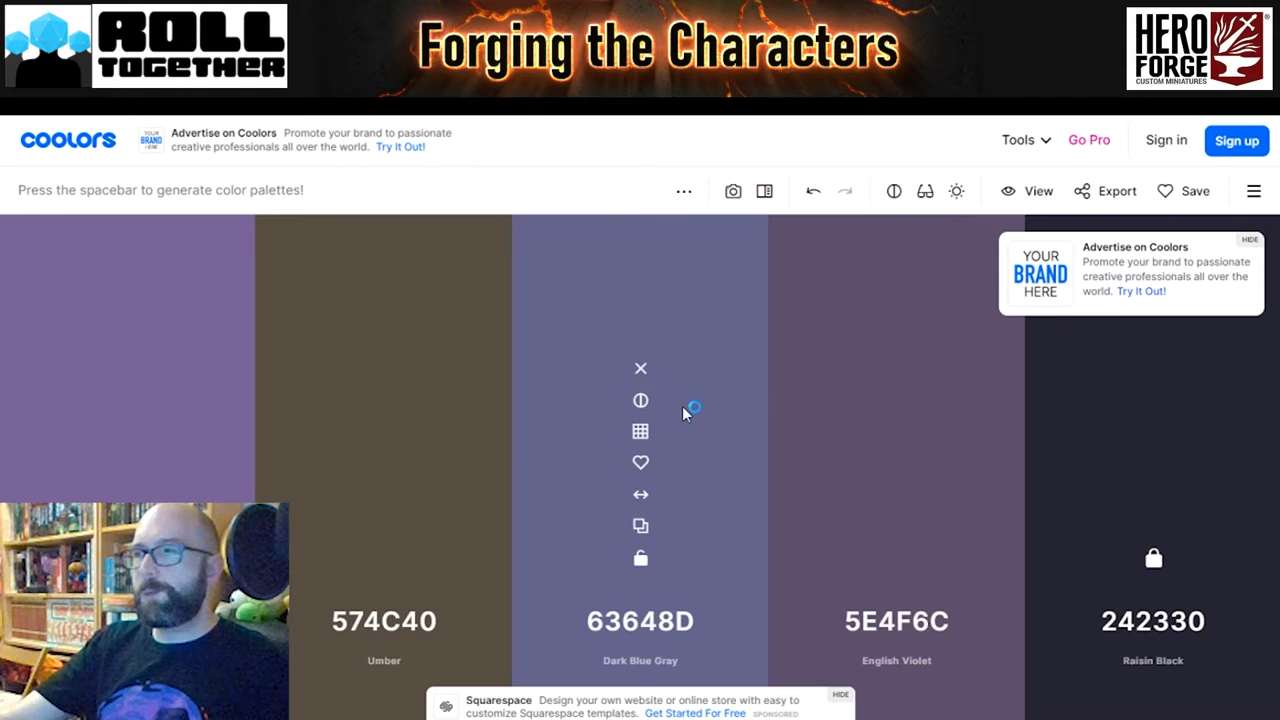 ROLL
TOGETHER
Forging the Characters
HERO
FORGE®
CUSTOM MINIATURES
coolors
YOUR
BRAND
HERE
Advertise on Coolors Promote your brand to passionate
creative professionals all over the world. Try It Out!
Tools
Go Pro
Sign in
Sign up
Press the spacebar to generate color palettes!
View
Export
Save
HIDE
YOUR
BRAND
HERE
Advertise on Coolors
Promote your brand to passionate
creative professionals all over the
world. Try It Out!
574C40
Umber
63648D
Dark Blue Gray
5E4F6C
English Violet
242330
Raisin Black
HIDE
Squarespace Design your own website or online store with easy to
customize Squarespace templates. Get Started For Free SPONSORED